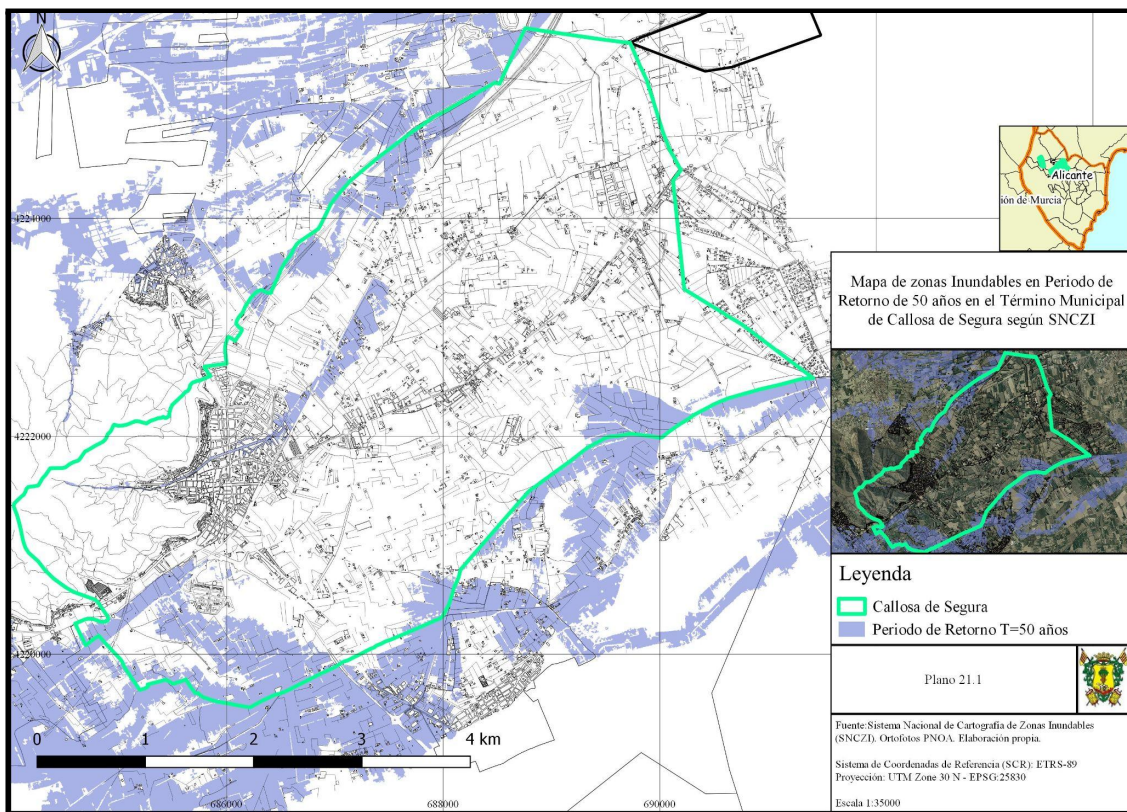 N
4224000
4222000
4220000
686000
688000
690000
0 1 2 3 4 km
Alicante
ión de Murcia
Mapa de zonas Inundables en Periodo de
Retorno de 50 años en el Término Municipal
de Callosa de Segura según SNCZI
Leyenda
Callosa de Segura
Periodo de Retorno T=50 años
Plano 21.1
Fuente:Sistema Nacional de Cartografía de Zonas Inundables
(SNCZI). Ortofotos PNOA. Elaboración propia.
Sistema de Coordenadas de Referencia (SCR): ETRS-89
Proyección: UTM Zone 30 N - EPSG:25830
Escala 1:35000